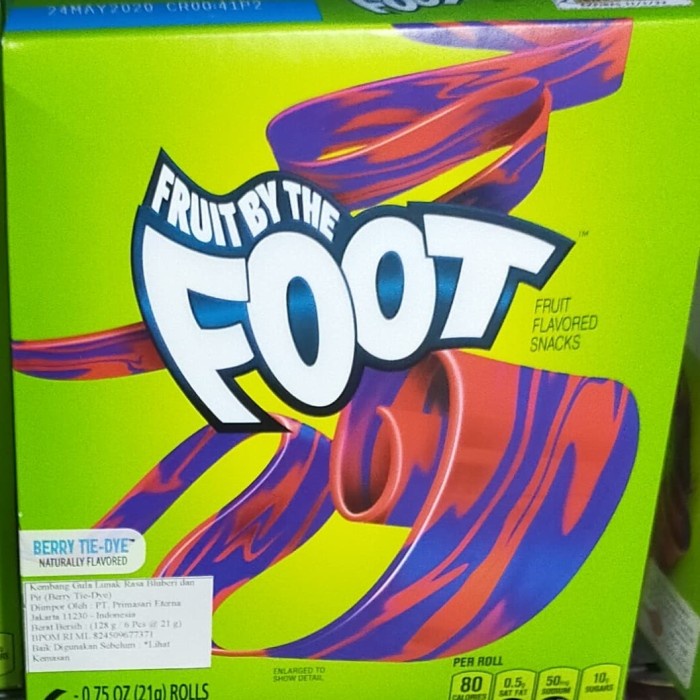 24MAY2020 CR00:41P2
FRUIT BY THE
FOOT
TM
FRUIT
FLAVORED
SNACKS
BERRY TIE-DYE™
NATURALLY FLAVORED
Kembang Gula Lunak Rasa Bluberi dan
Pir (Berry Tie-Dye)
Diimpor Oleh : PT. Primasari Eterna
Jakarta 11230 - Indonesia
Berat Bersih : (128 g / 6 Pcs @ 21 g)
BPOM RI ML 824509677371
Baik Digunakan Sebelum : *Lihat
Kemasan
ENLARGED TO
SHOW DETAIL
PER ROLL
0.75 OZ (21g) ROLLS
80
CALORIES
0.5g
SAT FAT
50mg
SODIUM
10g
SUGARS